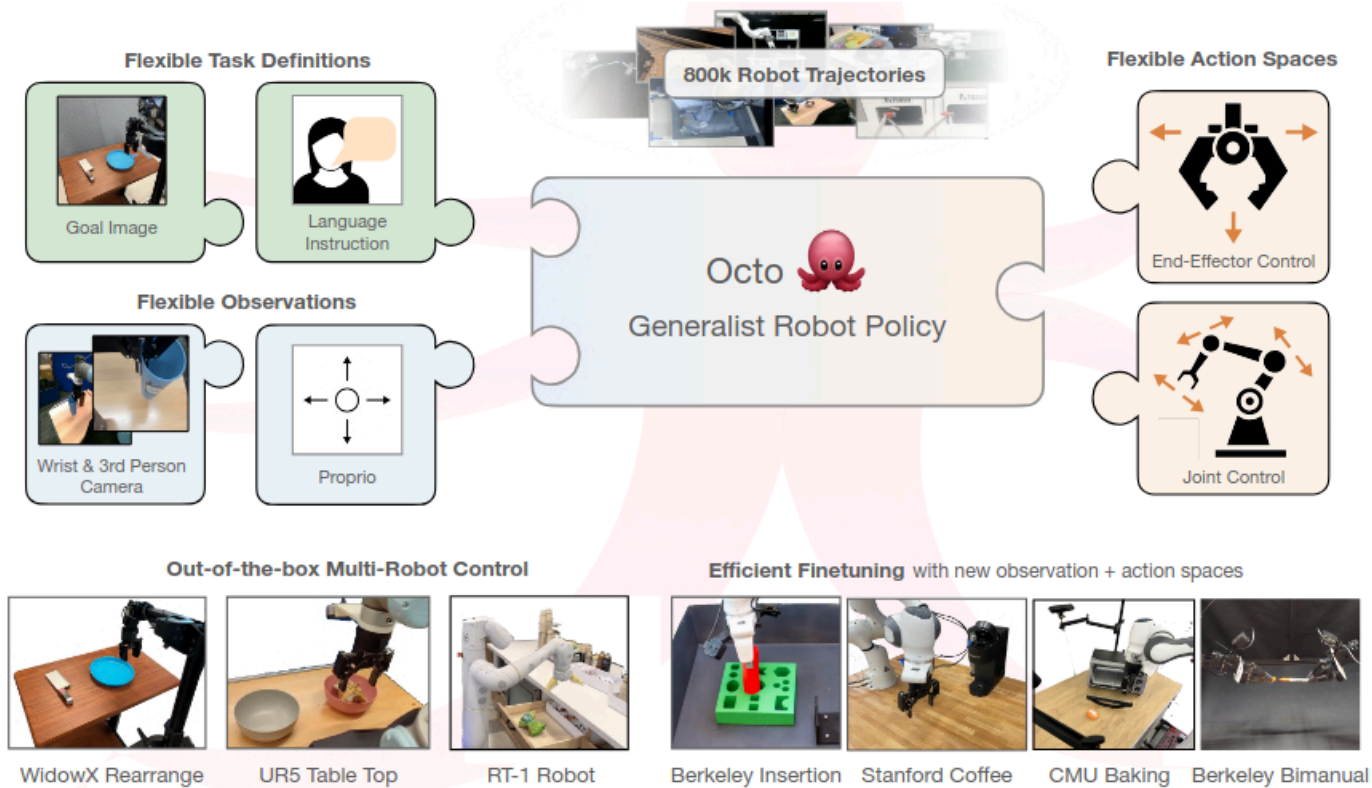 Flexible Task Definitions
Goal Image
Language
Instruction
Flexible Observations
Wrist & 3rd Person
Camera
Proprio
800k Robot Trajectories
Octo
Generalist Robot Policy
Flexible Action Spaces
End-Effector Control
Joint Control
Out-of-the-box Multi-Robot Control
WidowX Rearrange
UR5 Table Top
RT-1 Robot
Efficient Finetuning with new observation + action spaces
Berkeley Insertion
Stanford Coffee
CMU Baking
Berkeley Bimanual